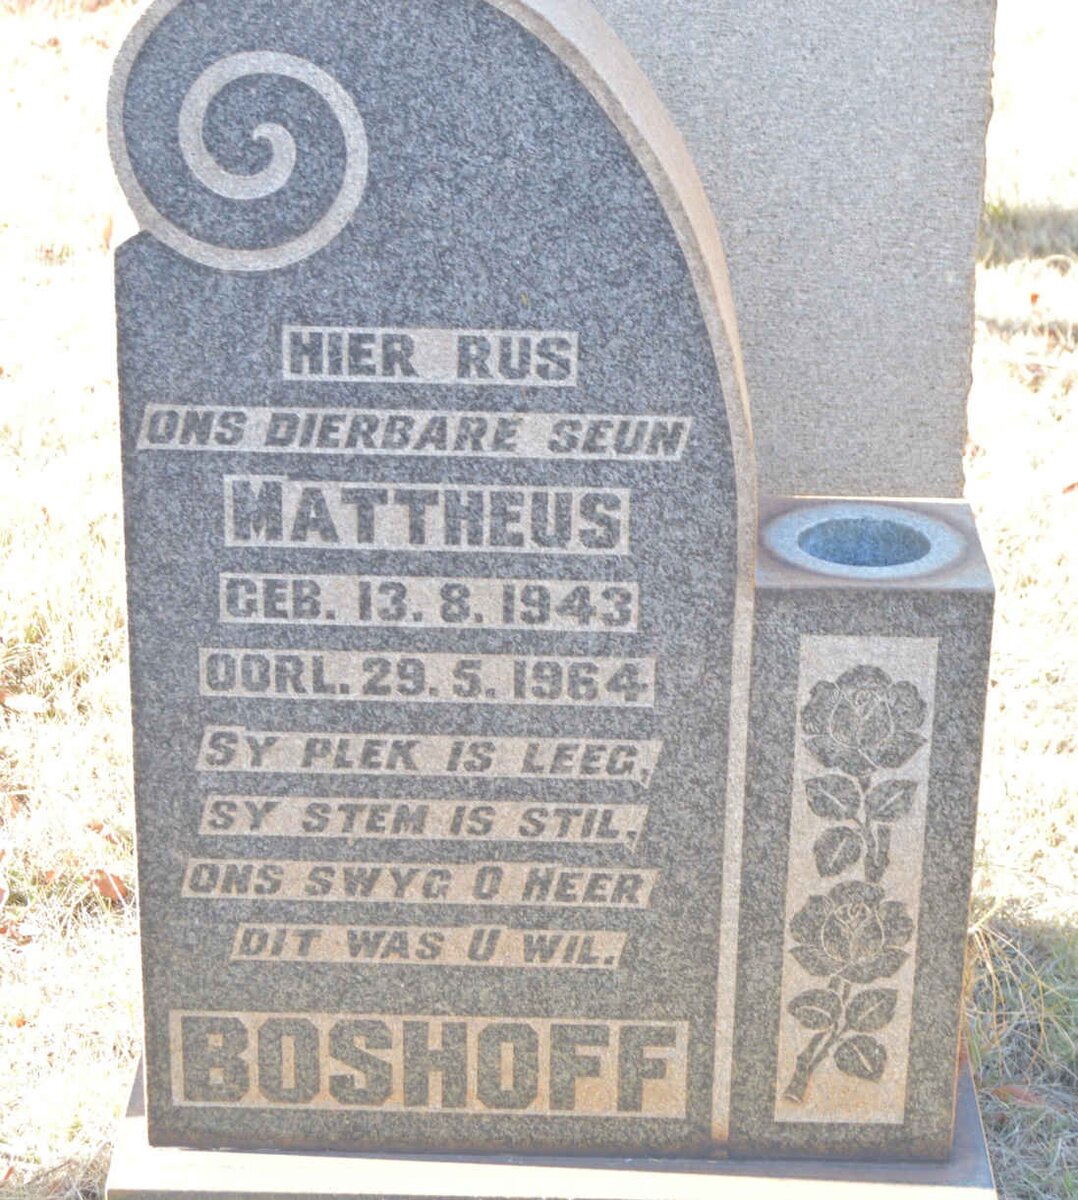 HIER RUS
ONS DIERBARE SEUN
MATTHEUS
GEB. 13. 8. 1943
OORL. 29. 5. 1964
SY PLEK IS LEEG,
SY STEM IS STIL,
ONS SWYG O HEER
DIT WAS U WIL.
BOSHOFF